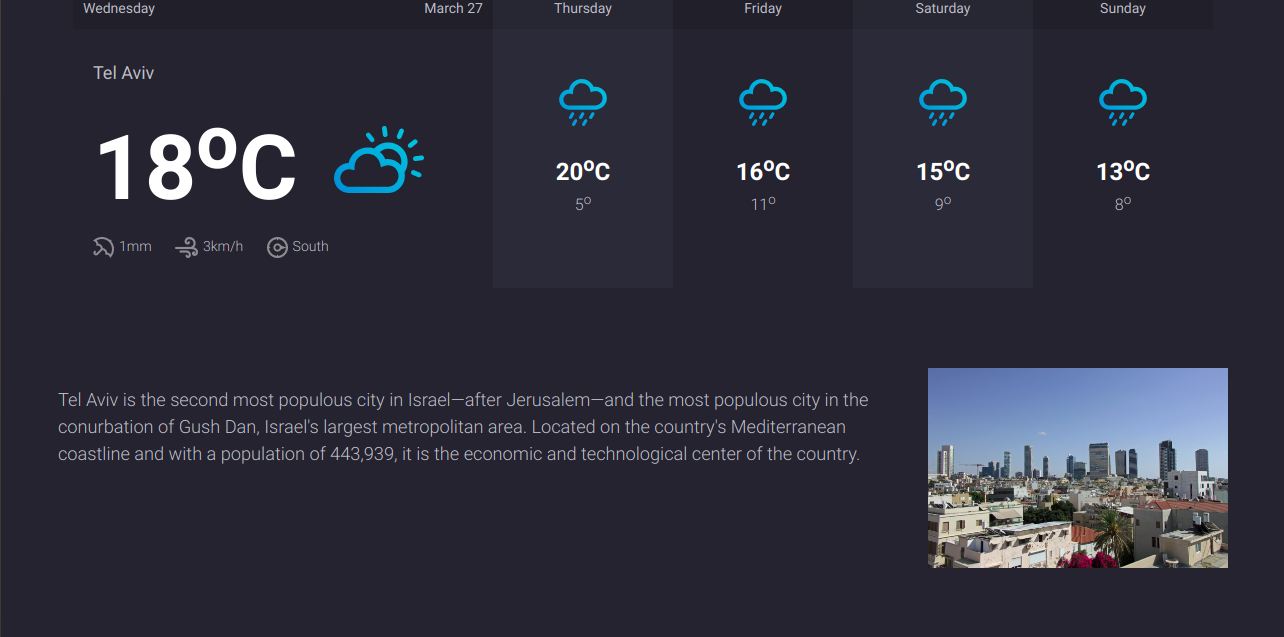 Wednesday March 27 Thursday Friday Saturday Sunday
Tel Aviv
18ºC
1mm 3km/h South
20ºC 16ºC 15ºC 13ºC
5º 11º 9º 8º
Tel Aviv is the second most populous city in Israel—after Jerusalem—and the most populous city in the
conurbation of Gush Dan, Israel's largest metropolitan area. Located on the country's Mediterranean
coastline and with a population of 443,939, it is the economic and technological center of the country.